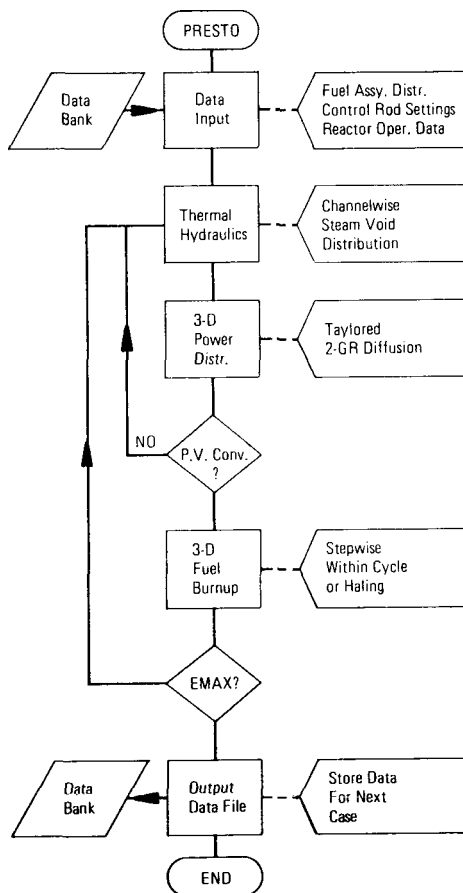 PRESTO
Data
Bank
Data
Input
Fuel Assy. Distr.
Control Rod Settings
Reactor Oper. Data
Thermal
Hydraulics
Channelwise
Steam Void
Distribution
3-D
Power
Distr.
Taylored
2-GR Diffusion
NO
P.V. Conv.
?
3-D
Fuel
Burnup
Stepwise
Within Cycle
or Haling
EMAX?
Data
Bank
Output
Data File
Store Data
For Next
Case
END